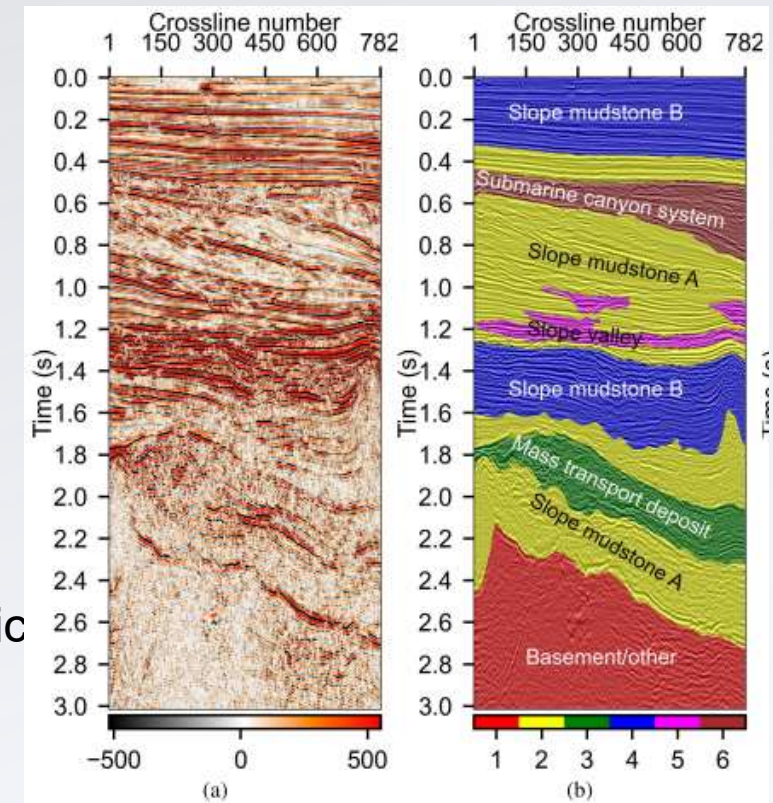 Crossline number
1 150 300 450 600 782
0.0
0.2
0.4
0.6
0.8
1.0
1.2
1.4
1.6
1.8
2.0
2.2
2.4
2.6
2.8
3.0
Time (s)
−500 0 500
(a)
Crossline number
1 150 300 450 600 782
0.0
0.2
0.4
0.6
0.8
1.0
1.2
1.4
1.6
1.8
2.0
2.2
2.4
2.6
2.8
3.0
Time (s)
Slope mudstone B
Submarine canyon system
Slope mudstone A
Slope valley
Slope mudstone B
Mass transport deposit
Slope mudstone A
Basement/other
1 2 3 4 5 6
(b)
ic